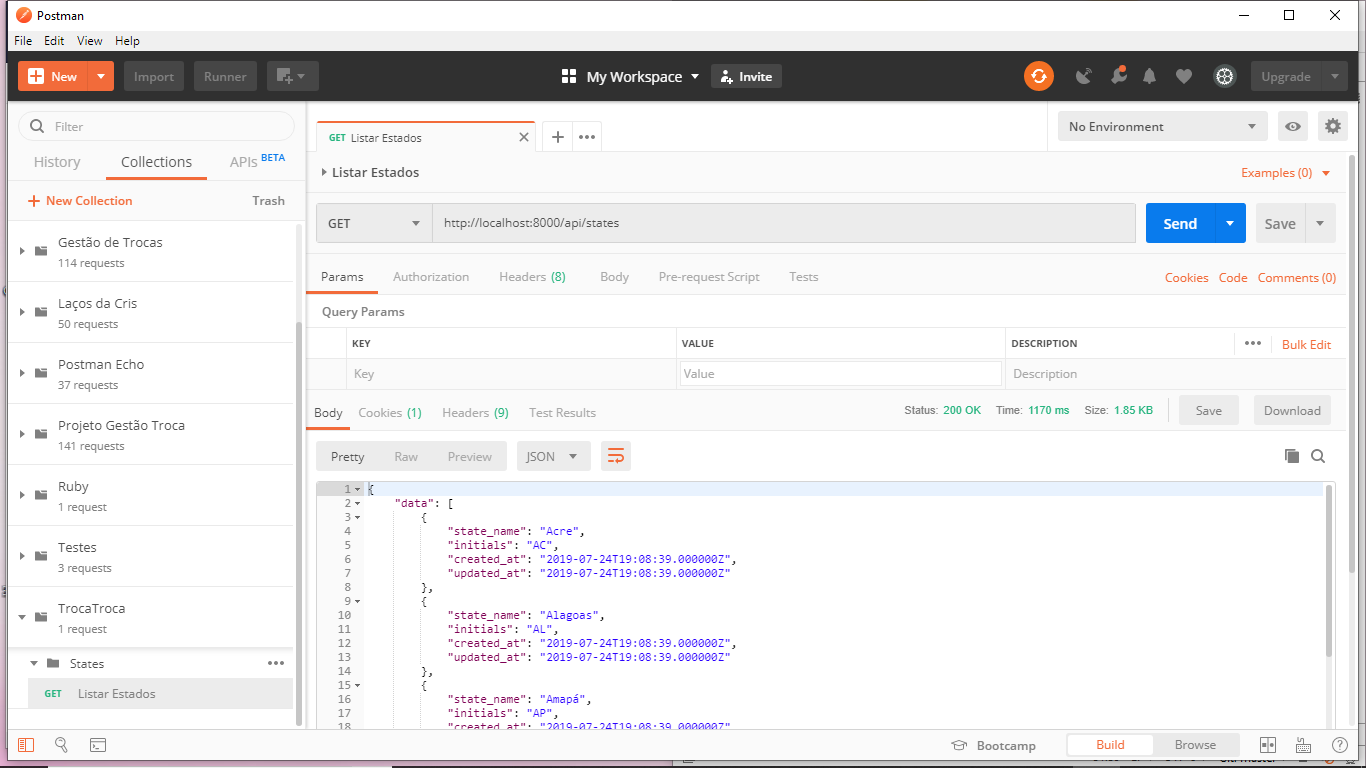 Postman
File Edit View Help
New Import Runner My Workspace Invite Upgrade
Filter
History Collections APIs BETA
New Collection Trash
Gestão de Trocas
114 requests
Laços da Cris
50 requests
Postman Echo
37 requests
Projeto Gestão Troca
141 requests
Ruby
1 request
Testes
3 requests
TrocaTroca
1 request
States
GET Listar Estados
GET Listar Estados
No Environment
Listar Estados
Examples (0)
GET http://localhost:8000/api/states Send Save
Params Authorization Headers (8) Body Pre-request Script Tests Cookies Code Comments (0)
Query Params
KEY VALUE DESCRIPTION Bulk Edit
Key Value Description
Body Cookies (1) Headers (9) Test Results Status: 200 OK Time: 1170 ms Size: 1.85 KB Save Download
Pretty Raw Preview JSON
1 {
2 "data": [
3 {
4 "state_name": "Acre",
5 "initials": "AC",
6 "created_at": "2019-07-24T19:08:39.000000Z",
7 "updated_at": "2019-07-24T19:08:39.000000Z"
8 },
9 {
10 "state_name": "Alagoas",
11 "initials": "AL",
12 "created_at": "2019-07-24T19:08:39.000000Z",
13 "updated_at": "2019-07-24T19:08:39.000000Z"
14 },
15 {
16 "state_name": "Amapá",
17 "initials": "AP",
18 "created_at": "2019-07-24T19:08:39.000000Z"
Bootcamp Build Browse